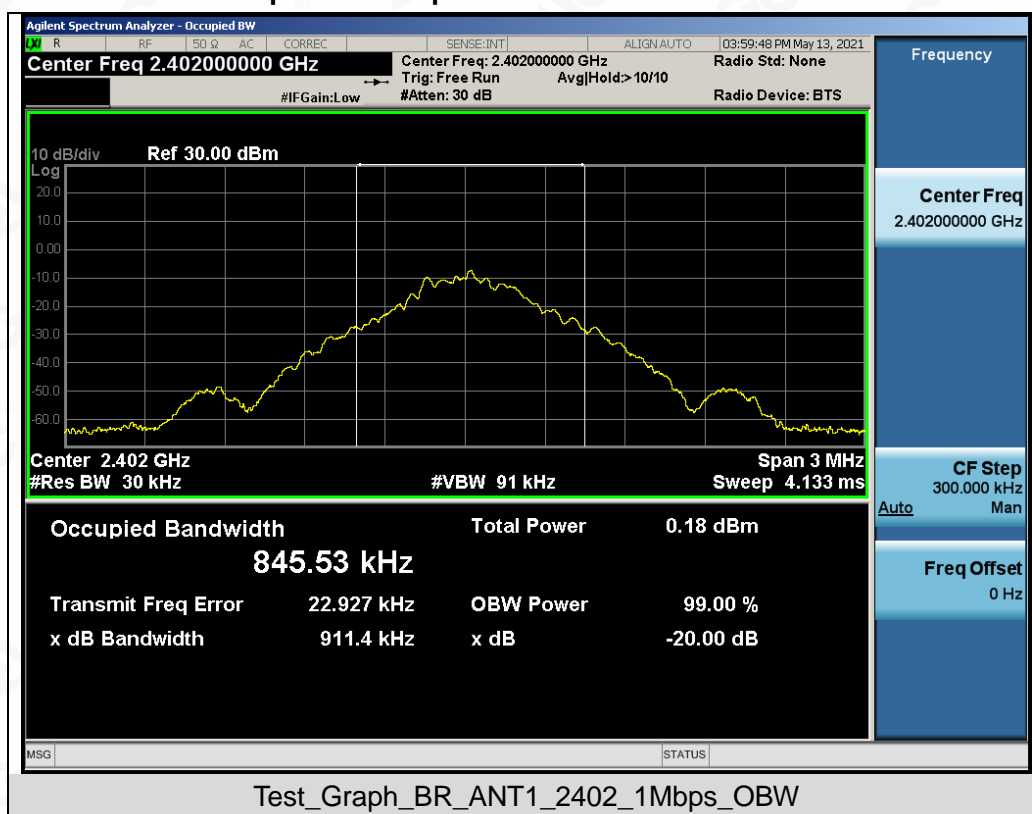 Agilent Spectrum Analyzer - Occupied BW
LXI R RF 50 Ω AC CORREC SENSE:INT ALIGN AUTO 03:59:48 PM May 13, 2021
Center Freq 2.402000000 GHz
Center Freq: 2.402000000 GHz
Radio Std: None
Trig: Free Run
Avg|Hold:> 10/10
#IFGain:Low
#Atten: 30 dB
Radio Device: BTS
Frequency
10 dB/div Ref 30.00 dBm
Log
20.0
10.0
0.00
-10.0
-20.0
-30.0
-40.0
-50.0
-60.0
Center 2.402 GHz
Span 3 MHz
#Res BW 30 kHz
#VBW 91 kHz
Sweep 4.133 ms
Center Freq
2.402000000 GHz
CF Step
300.000 kHz
Auto Man
Freq Offset
0 Hz
Occupied Bandwidth
Total Power 0.18 dBm
845.53 kHz
Transmit Freq Error 22.927 kHz
OBW Power 99.00 %
x dB Bandwidth 911.4 kHz
x dB -20.00 dB
MSG
STATUS
Test_Graph_BR_ANT1_2402_1Mbps_OBW